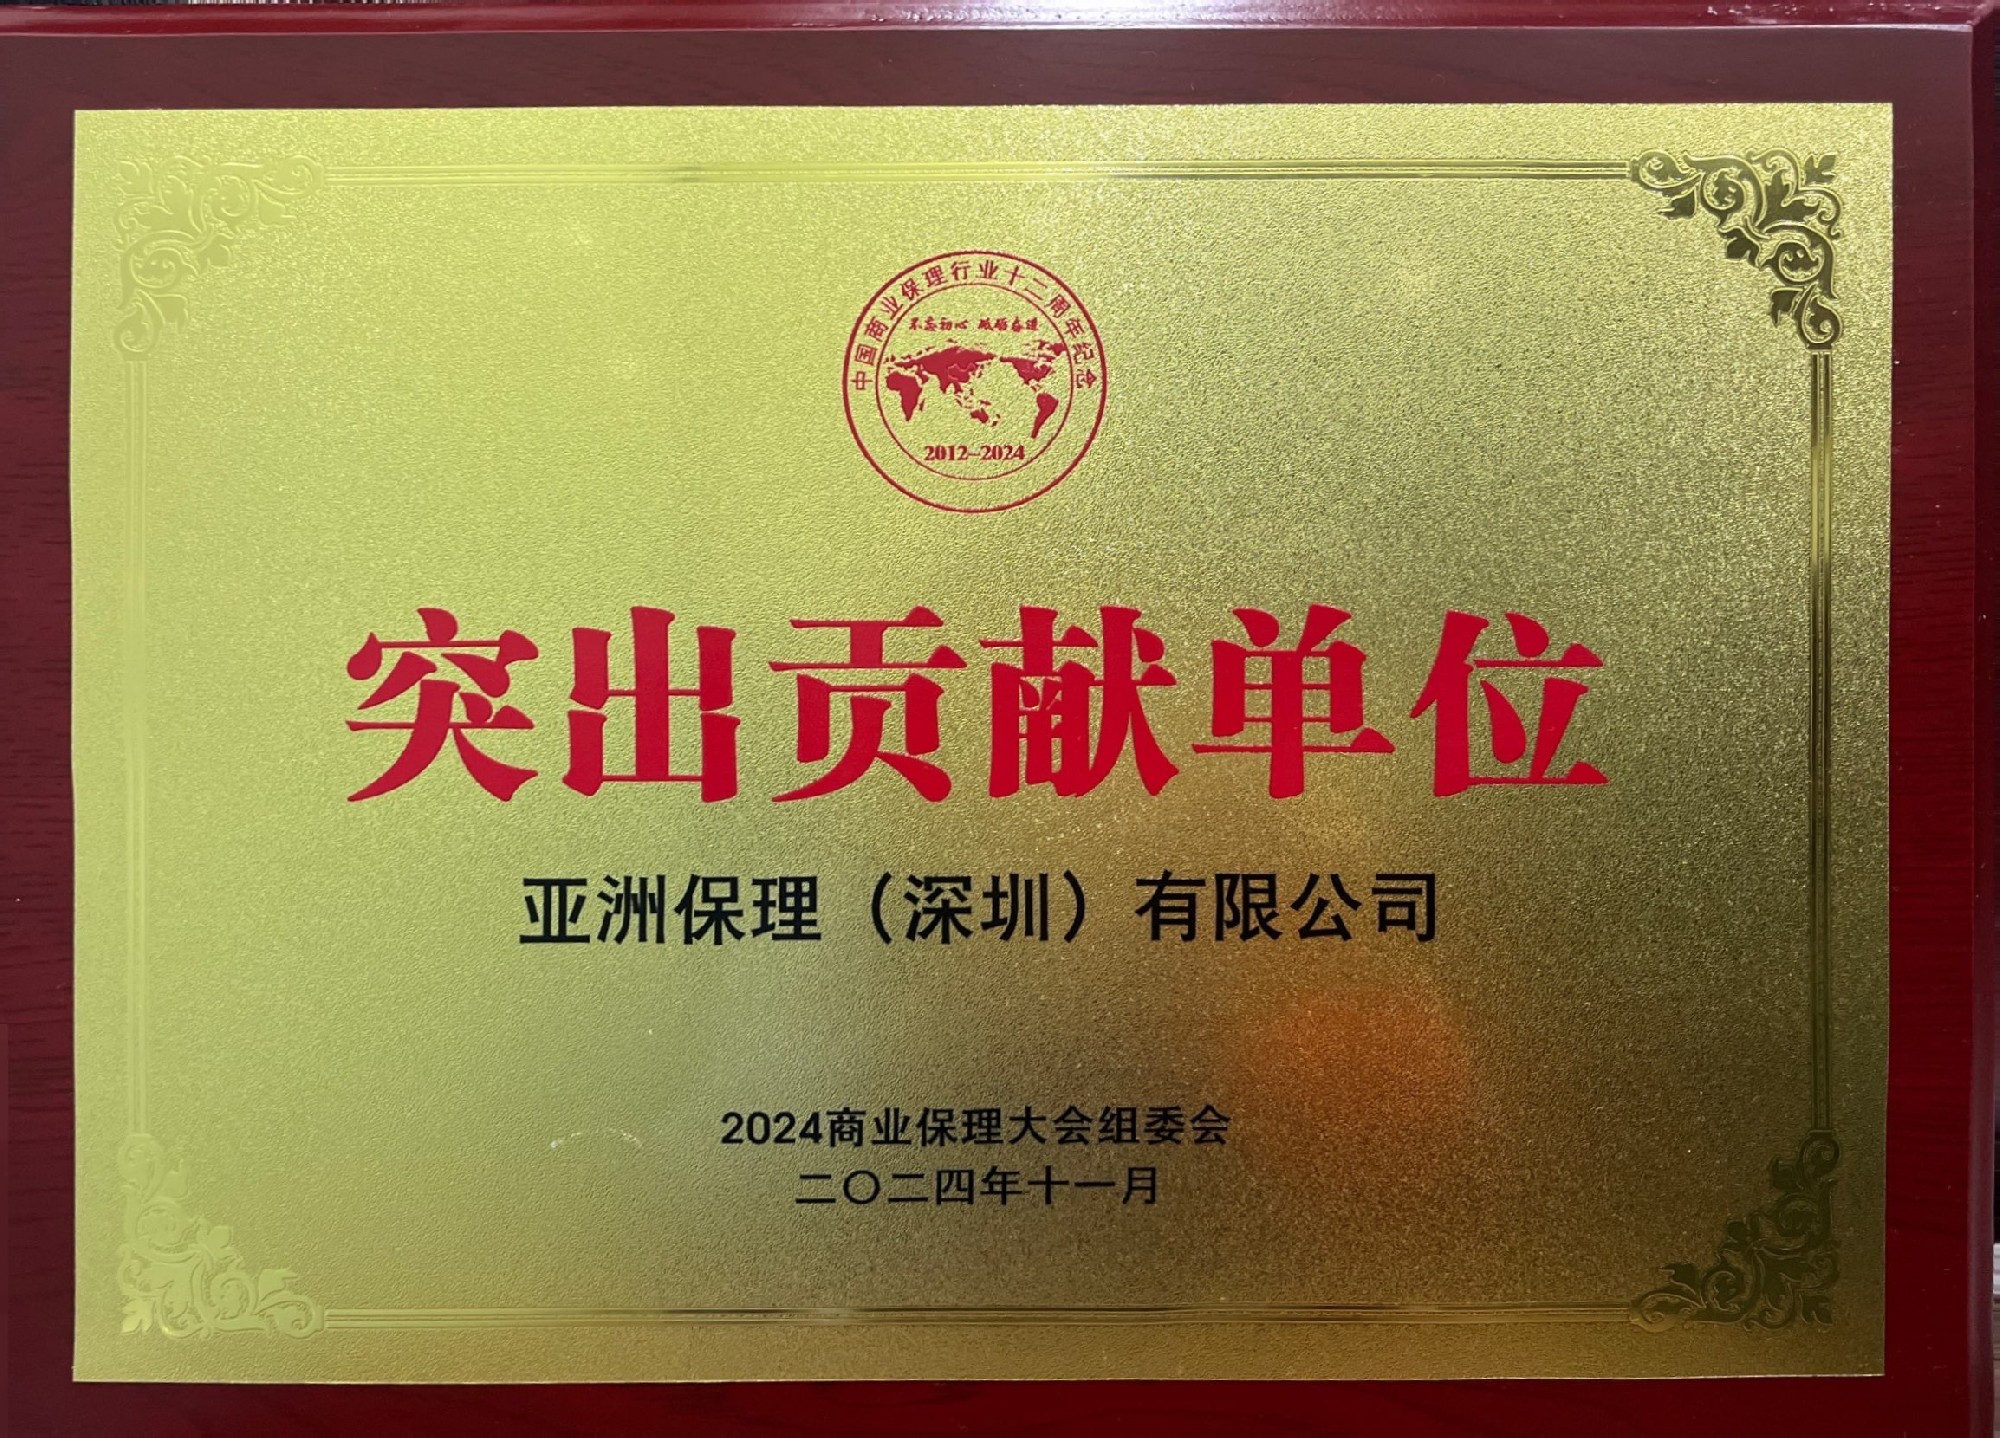 中国商业保理行业十二周年纪念
不忘初心 砥砺奋进
2012-2024
突出贡献单位
亚洲保理（深圳）有限公司
2024商业保理大会组委会
二〇二四年十一月